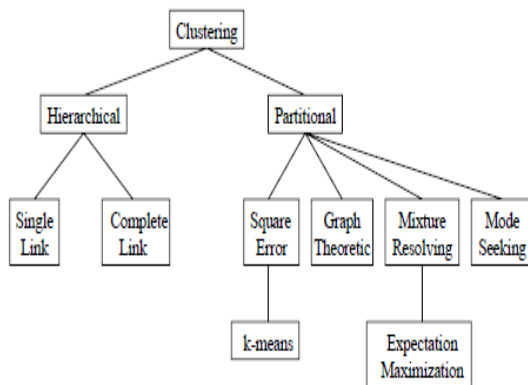 Clustering
Hierarchical
Partitional
Single
Link
Complete
Link
Square
Error
Graph
Theoretic
Mixture
Resolving
Mode
Seeking
k-means
Expectation
Maximization